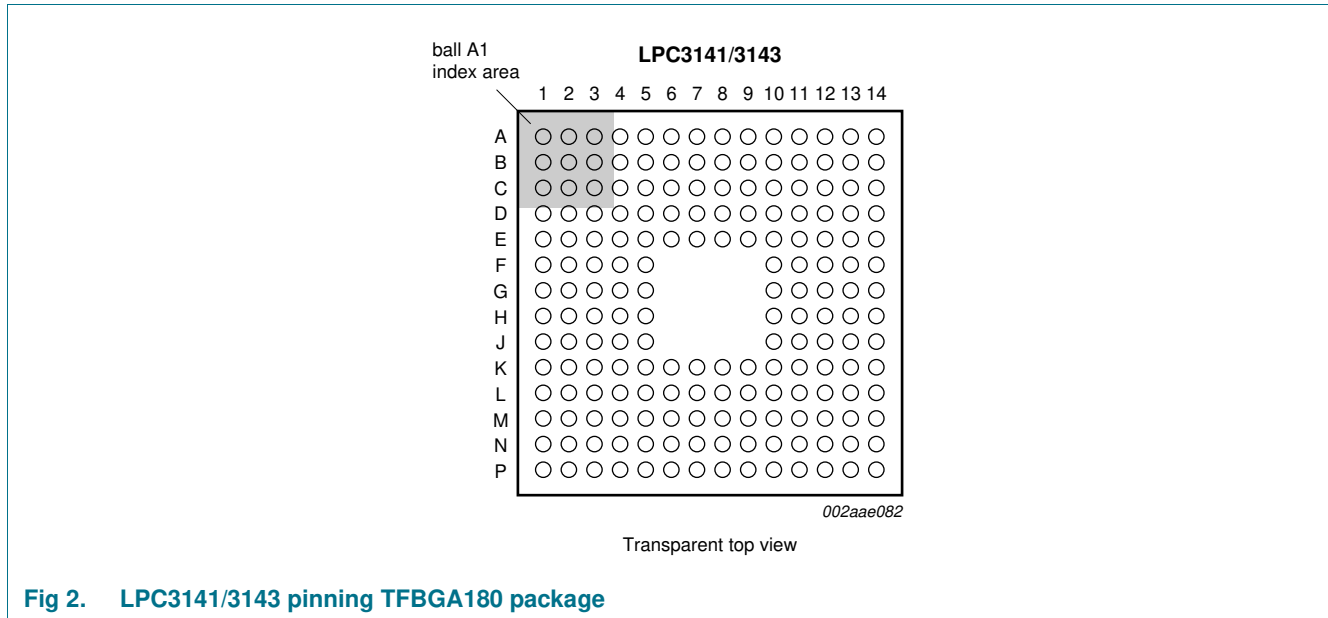 ball A1
index area
LPC3141/3143
1 2 3 4 5 6 7 8 9 10 11 12 13 14
A
B
C
D
E
F
G
H
J
K
L
M
N
P
002aae082
Transparent top view
Fig 2. LPC3141/3143 pinning TFBGA180 package